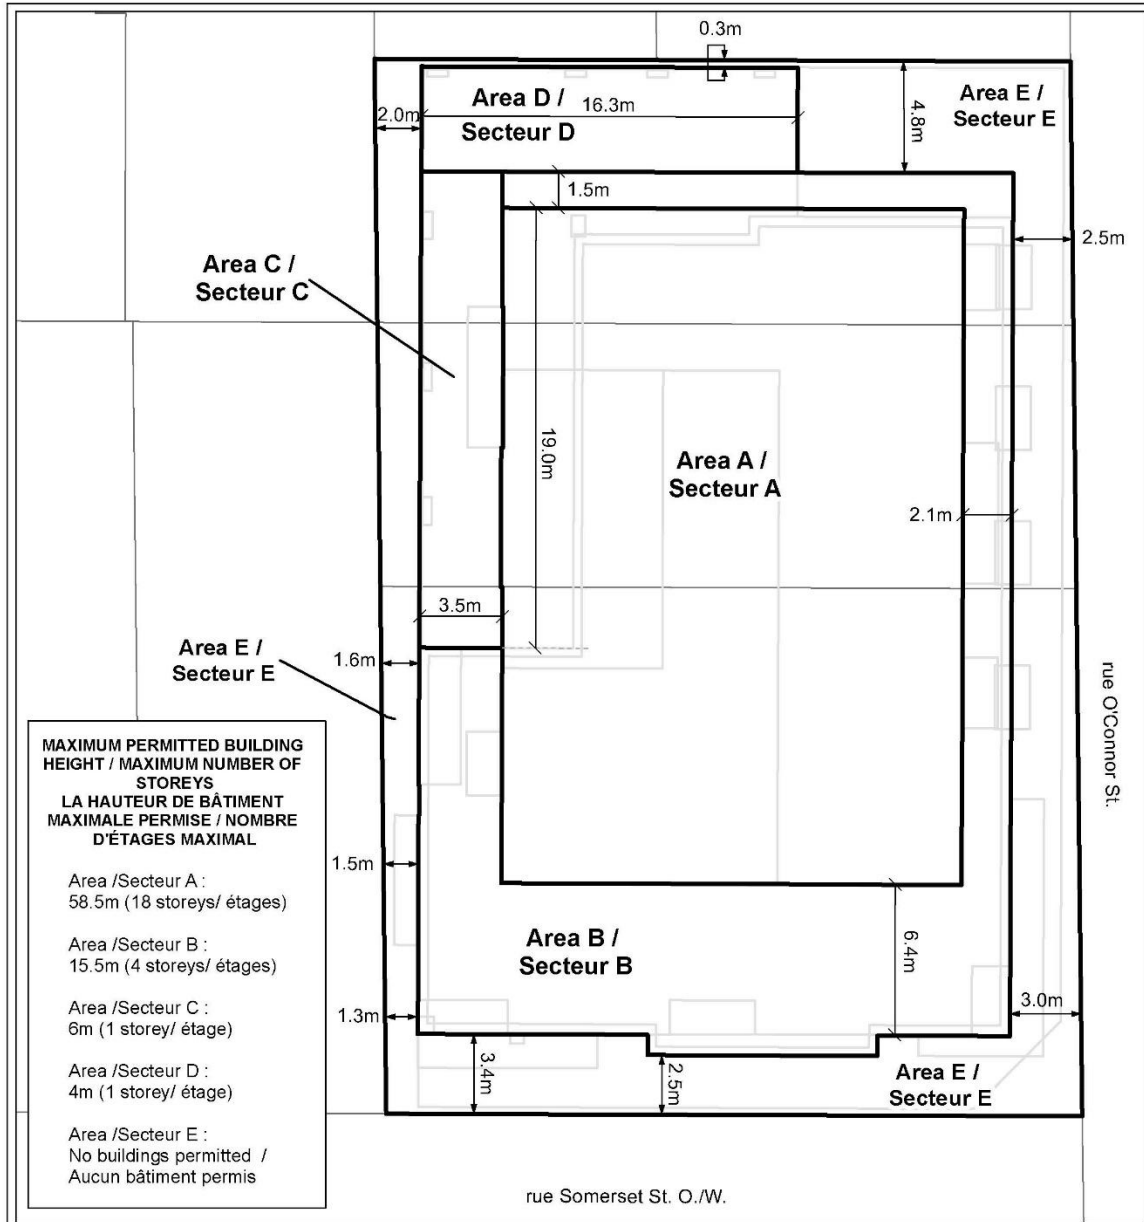 0.3m
Area D /
Secteur D
16.3m
2.0m
4.8m
Area E /
Secteur E
1.5m
2.5m
Area C /
Secteur C
19.0m
Area A /
Secteur A
2.1m
3.5m
Area E /
Secteur E
1.6m
rue O'Connor St.
MAXIMUM PERMITTED BUILDING
HEIGHT / MAXIMUM NUMBER OF
STOREYS
LA HAUTEUR DE BÂTIMENT
MAXIMALE PERMISE / NOMBRE
D'ÉTAGES MAXIMAL
Area /Secteur A :
58.5m (18 storeys/ étages)
Area /Secteur B :
15.5m (4 storeys/ étages)
Area /Secteur C :
6m (1 storey/ étage)
Area /Secteur D :
4m (1 storey/ étage)
Area /Secteur E :
No buildings permitted /
Aucun bâtiment permis
1.5m
Area B /
Secteur B
6.4m
1.3m
3.0m
3.4m
2.5m
Area E /
Secteur E
rue Somerset St. O./W.